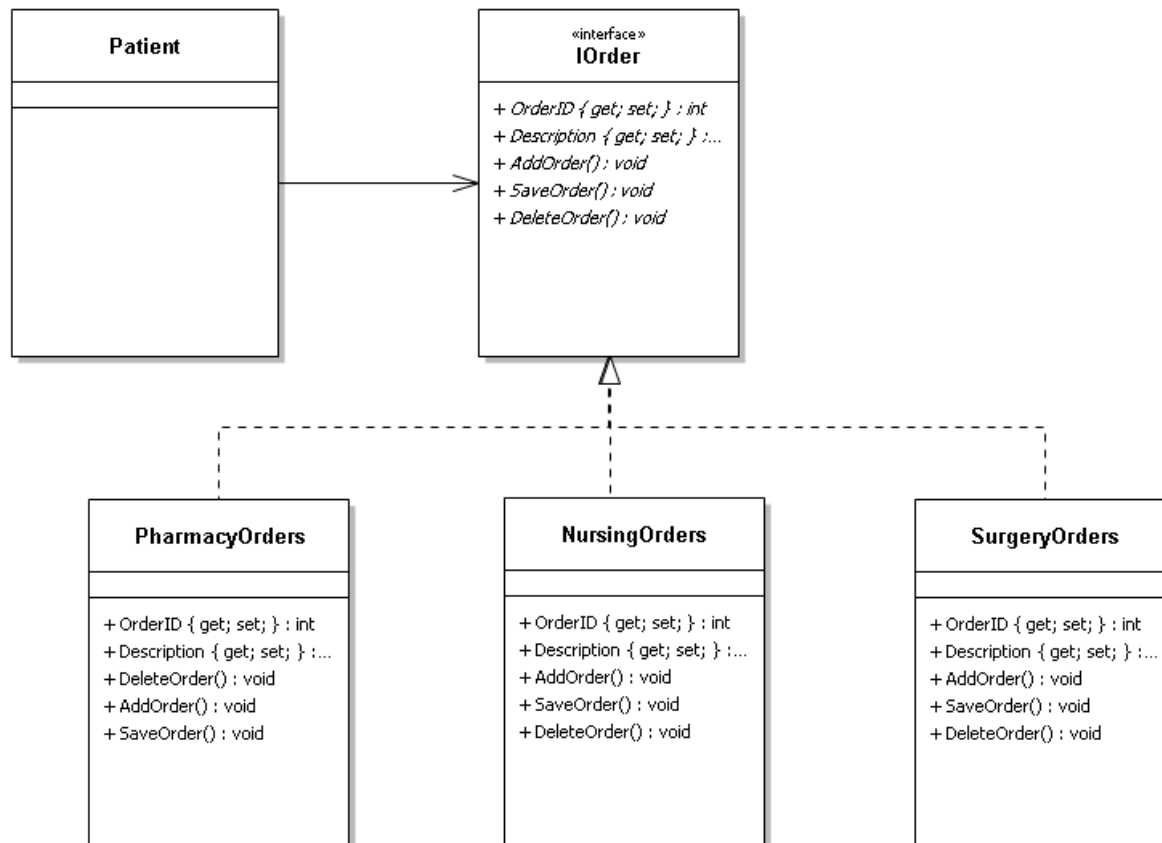 Patient
«interface»
IOrder
+ OrderID { get; set; } : int
+ Description { get; set; } :...
+ AddOrder() : void
+ SaveOrder() : void
+ DeleteOrder() : void
PharmacyOrders
+ OrderID { get; set; } : int
+ Description { get; set; } :...
+ DeleteOrder() : void
+ AddOrder() : void
+ SaveOrder() : void
NursingOrders
+ OrderID { get; set; } : int
+ Description { get; set; } :...
+ AddOrder() : void
+ SaveOrder() : void
+ DeleteOrder() : void
SurgeryOrders
+ OrderID { get; set; } : int
+ Description { get; set; } :...
+ AddOrder() : void
+ SaveOrder() : void
+ DeleteOrder() : void